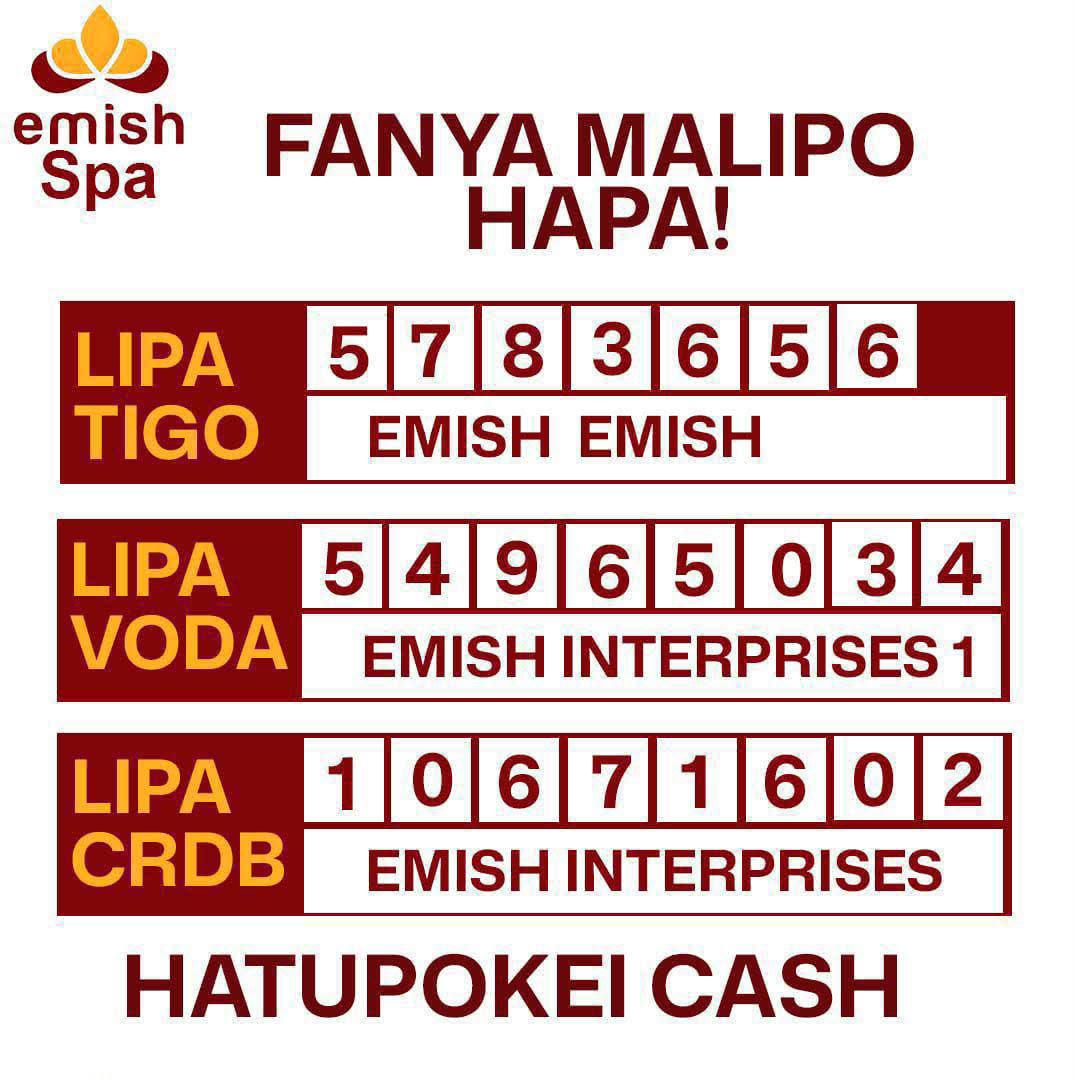 emish
Spa
FANYA MALIPO
HAPA!
LIPA
TIGO
5 7 8 3 6 5 6
EMISH EMISH
LIPA
VODA
5 4 9 6 5 0 3 4
EMISH INTERPRISES 1
LIPA
CRDB
1 0 6 7 1 6 0 2
EMISH INTERPRISES
HATUPOKEI CASH